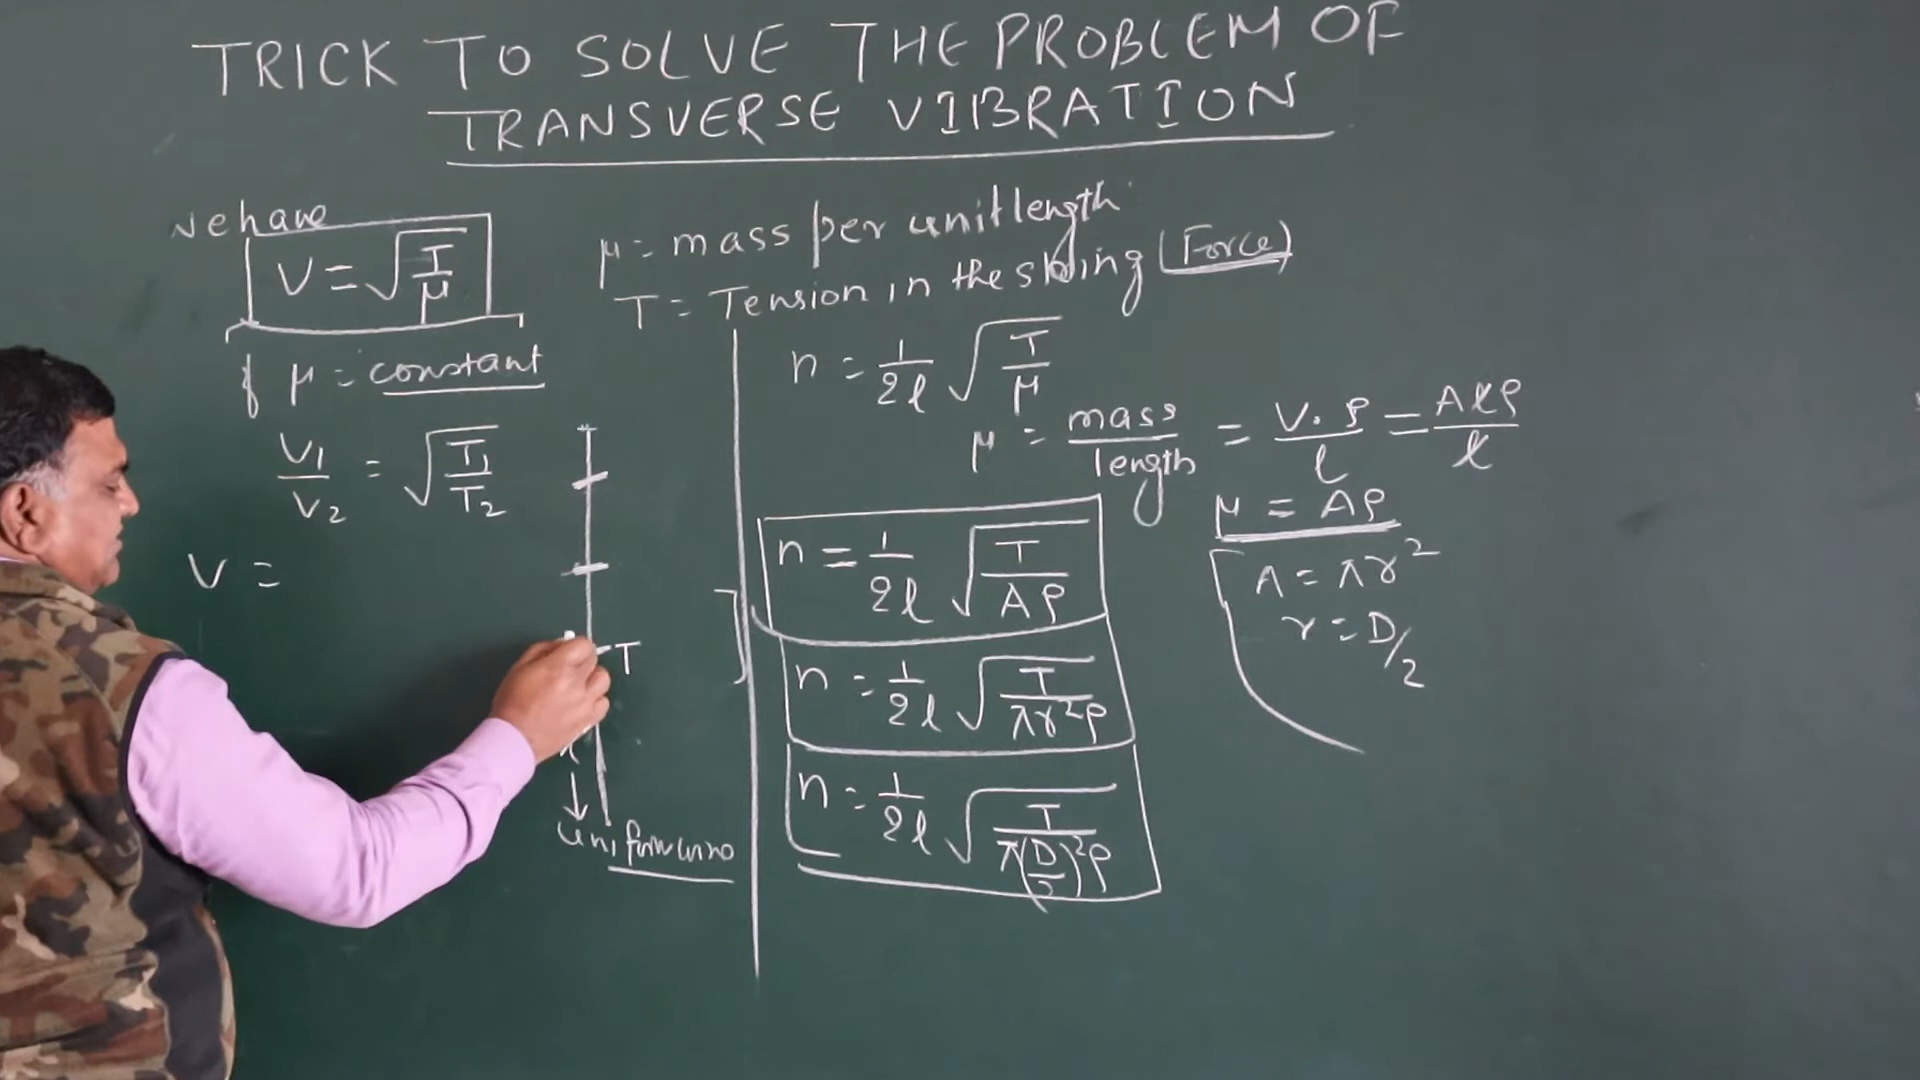 TRICK TO SOLVE THE PROBLEM OF
TRANSVERSE VIBRATION
We have
V = √(T/μ)
μ = mass per unit length
T = Tension in the string (Force)
if μ = constant
V1/V2 = √(T1/T2)
V =
T
uniform
n = 1/2l √(T/μ)
μ = mass/length = V.ρ/l = Alρ/l
μ = Aρ
n = 1/2l √(T/Aρ)
A = πr²
r = D/2
n = 1/2l √(T/πr²ρ)
n = 1/2l √(T/π(D/2)²ρ)